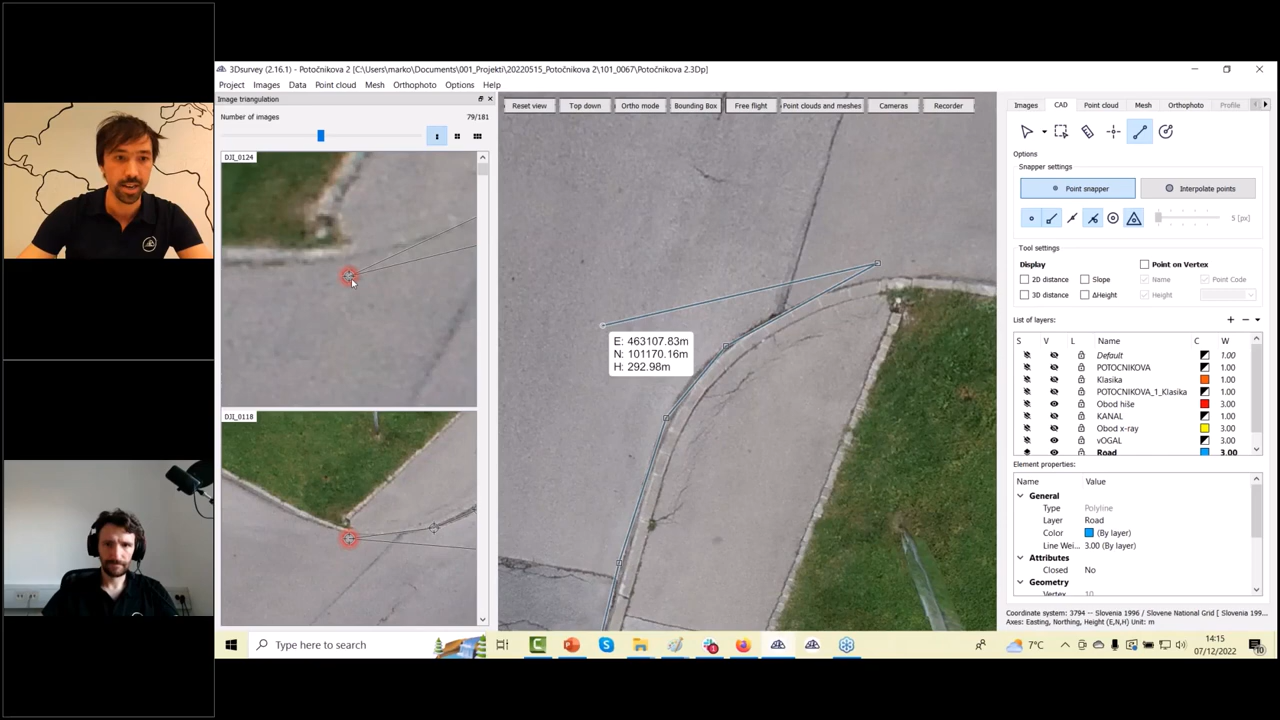 3Dsurvey (2.16.1) - Potočnikova 2 [C:\Users\marko\Documents\001_Projekti\20220515_Potočnikova 2\101_0067\Potočnikova 2.3Dp]
Project Images Data Point cloud Mesh Orthophoto Options Help
Image triangulation
Number of images 79/181
DJI_0124
DJI_0118
Reset view Top down Ortho mode Bounding Box Free flight Point clouds and meshes Cameras Recorder
E: 463107.83m
N: 101170.16m
H: 292.98m
Images CAD Point cloud Mesh Orthophoto Profile
Options
Snapper settings
Point snapper Interpolate points
5 [px]
Tool settings
Display Point on Vertex
2D distance Slope Name Point Code
3D distance ΔHeight Height
List of layers:
S V L Name C W
Default 1.00
POTOCNIKOVA 1.00
Klasika 1.00
POTOCNIKOVA_1_Klasika 1.00
Obod hiše 3.00
KANAL 1.00
Obod x-ray 3.00
vOGAL 1.00
Road 3.00
Element properties:
Name Value
General
Type Polyline
Layer Road
Color (By layer)
Line Wei... 3.00 (By layer)
Attributes
Closed No
Geometry
Vertex 10
Coordinate system: 3794 -- Slovenia 1996 / Slovene National Grid [ Slovenia 199...
Axes: Easting, Northing, Height (E,N,H) Unit: m
Type here to search
7°C
14:15
07/12/2022
10